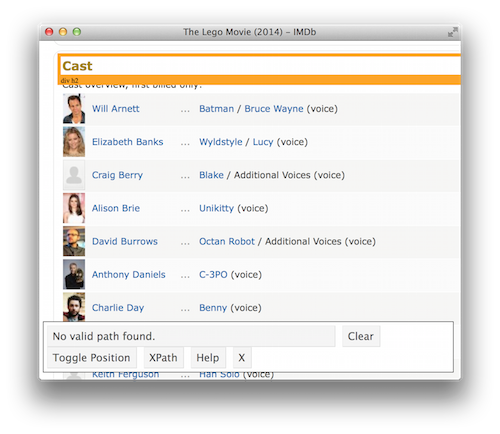 The Lego Movie (2014) – IMDb
Cast
div h2
Cast overview, first billed only:
Will Arnett ... Batman / Bruce Wayne (voice)
Elizabeth Banks ... Wyldstyle / Lucy (voice)
Craig Berry ... Blake / Additional Voices (voice)
Alison Brie ... Unikitty (voice)
David Burrows ... Octan Robot / Additional Voices (voice)
Anthony Daniels ... C-3PO (voice)
Charlie Day ... Benny (voice)
No valid path found. Clear
Toggle Position XPath Help X
Keith Ferguson ... Han Solo (voice)